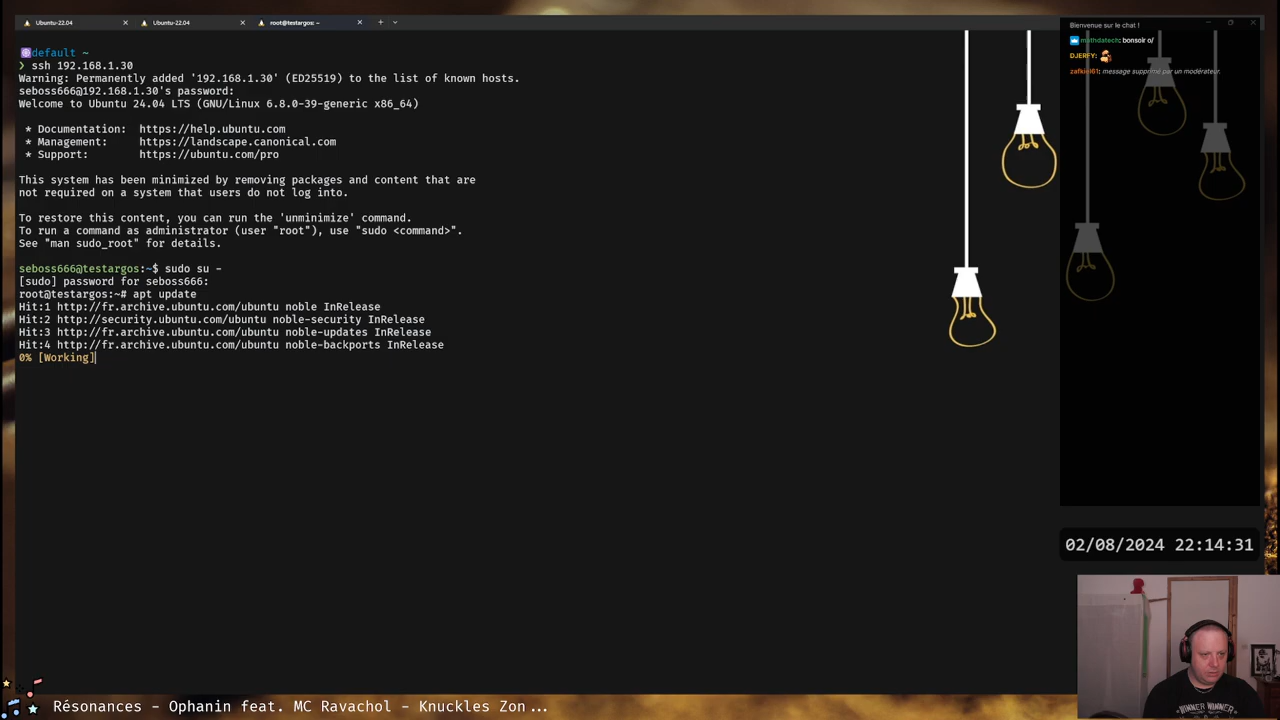 Ubuntu-22.04
Ubuntu-22.04
root@testargos: ~
default ~
❯ ssh 192.168.1.30
Warning: Permanently added '192.168.1.30' (ED25519) to the list of known hosts.
seboss666@192.168.1.30's password:
Welcome to Ubuntu 24.04 LTS (GNU/Linux 6.8.0-39-generic x86_64)
* Documentation: https://help.ubuntu.com
* Management: https://landscape.canonical.com
* Support: https://ubuntu.com/pro
This system has been minimized by removing packages and content that are
not required on a system that users do not log into.
To restore this content, you can run the 'unminimize' command.
To run a command as administrator (user "root"), use "sudo <command>".
See "man sudo_root" for details.
seboss666@testargos:~$ sudo su -
[sudo] password for seboss666:
root@testargos:~# apt update
Hit:1 http://fr.archive.ubuntu.com/ubuntu noble InRelease
Hit:2 http://security.ubuntu.com/ubuntu noble-security InRelease
Hit:3 http://fr.archive.ubuntu.com/ubuntu noble-updates InRelease
Hit:4 http://fr.archive.ubuntu.com/ubuntu noble-backports InRelease
0% [Working]
Bienvenue sur le chat !
mathdatech: bonsoir o/
DJERFY:
zafkiel61: message supprimé par un modérateur.
02/08/2024 22:14:31
WINNER WINNER
Résonances - Ophanin feat. MC Ravachol - Knuckles Zon...